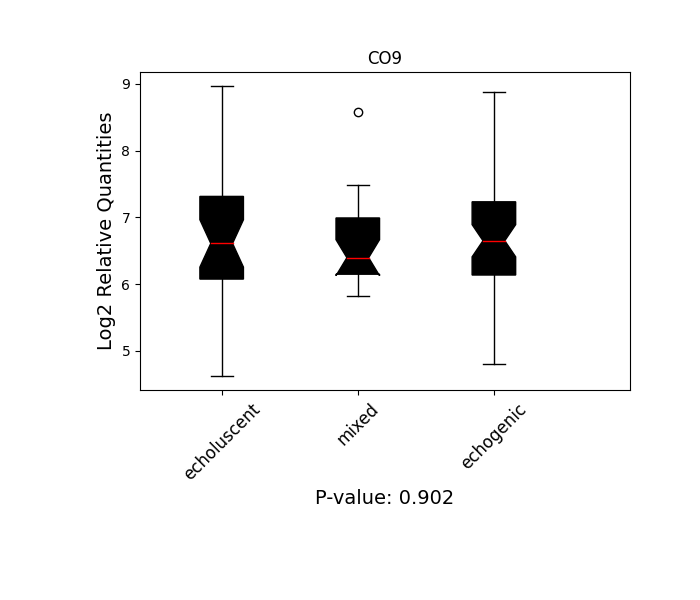 CO9
Log2 Relative Quantities
9
8
7
6
5
echoluscent
mixed
echogenic
P-value: 0.902